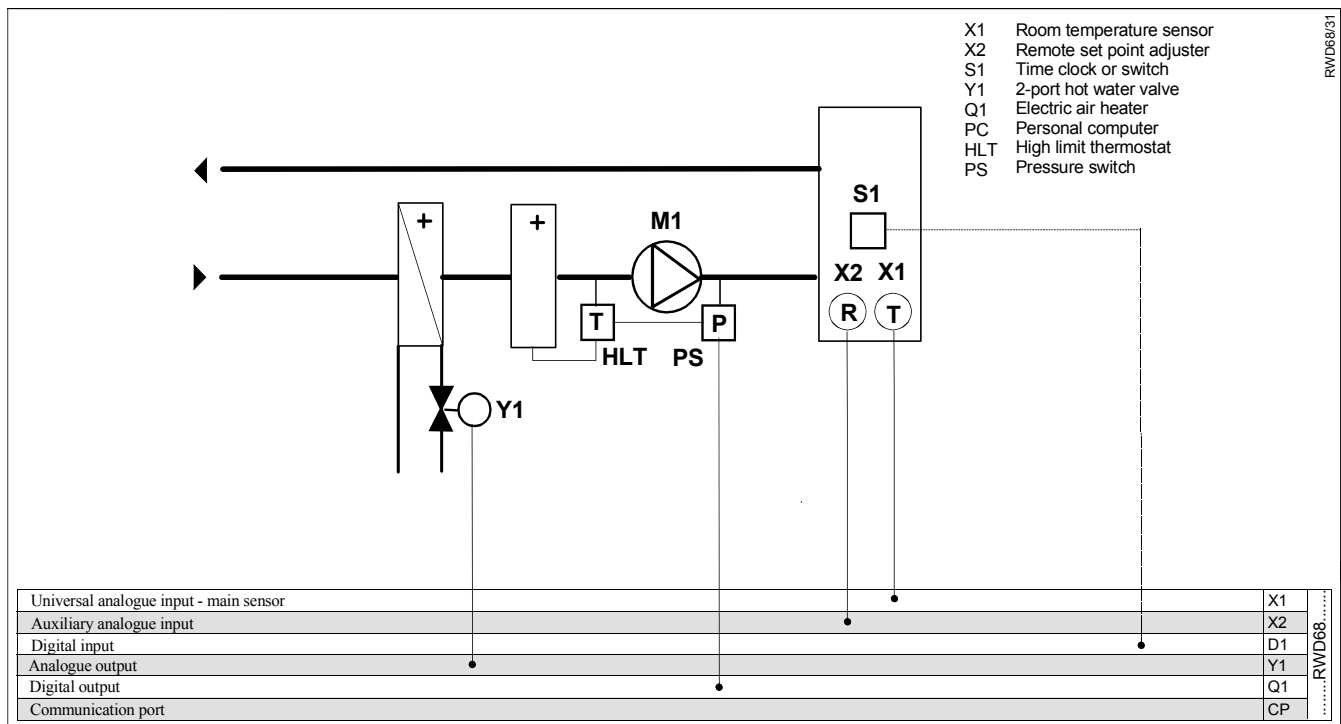 X1 Room temperature sensor
X2 Remote set point adjuster
S1 Time clock or switch
Y1 2-port hot water valve
Q1 Electric air heater
PC Personal computer
HLT High limit thermostat
PS Pressure switch
RWD68/31
S1
+ + M1
X2 X1
R T
T P
HLT PS
Y1
Universal analogue input - main sensor X1
Auxiliary analogue input X2
Digital input D1
Analogue output Y1
Digital output Q1
Communication port CP
........RWD68........